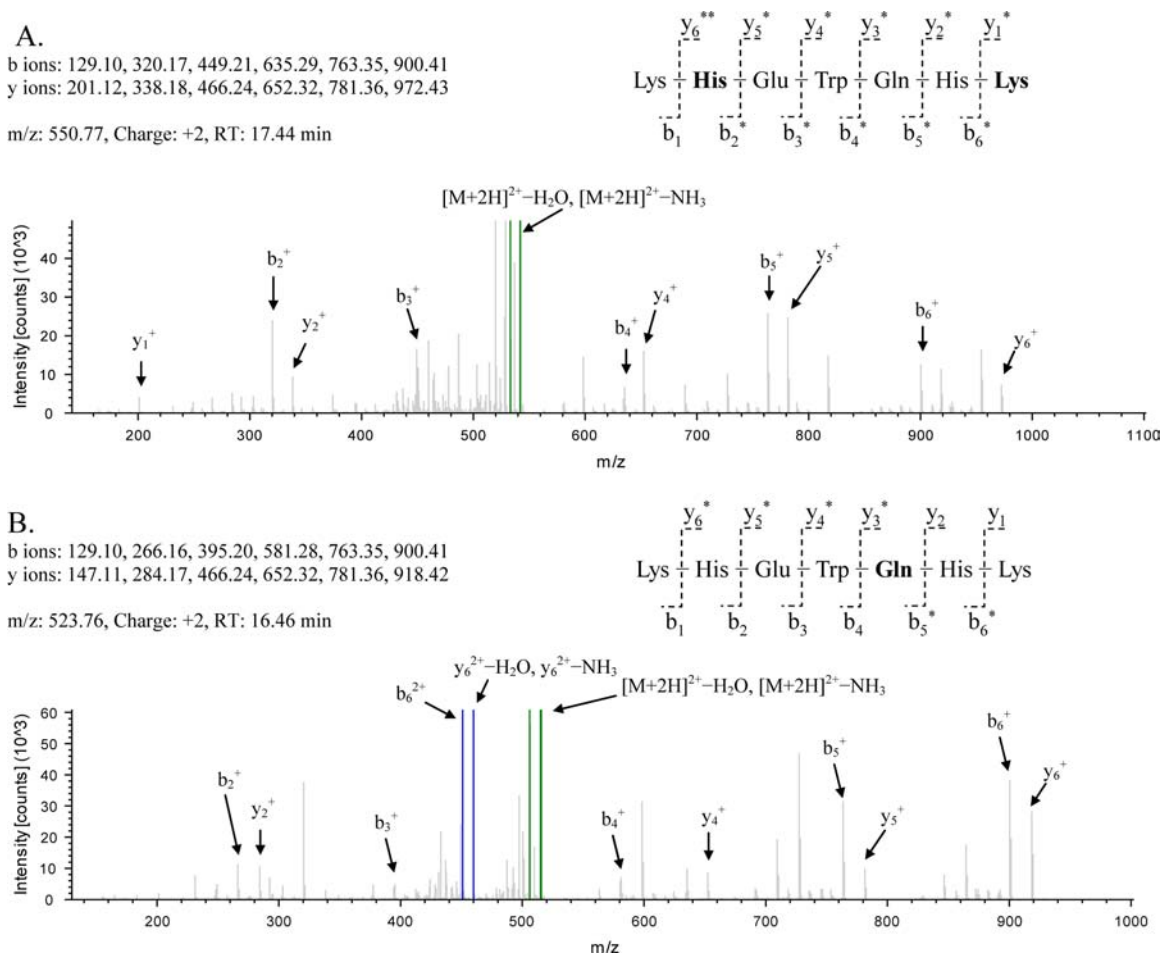 A.
b ions: 129.10, 320.17, 449.21, 635.29, 763.35, 900.41
y ions: 201.12, 338.18, 466.24, 652.32, 781.36, 972.43
m/z: 550.77, Charge: +2, RT: 17.44 min
y₆** y₅* y₄* y₃* y₂* y₁*
Lys His Glu Trp Gln His Lys
b₁ b₂* b₃* b₄* b₅* b₆*
[M+2H]²⁺−H₂O, [M+2H]²⁺−NH₃
Intensity [counts] (10^3)
40
30
20
10
0
y₁⁺ b₂⁺ y₂⁺ b₃⁺ b₄⁺ y₄⁺ b₅⁺ y₅⁺ b₆⁺ y₆⁺
200 300 400 500 600 700 800 900 1000 1100
m/z
B.
b ions: 129.10, 266.16, 395.20, 581.28, 763.35, 900.41
y ions: 147.11, 284.17, 466.24, 652.32, 781.36, 918.42
m/z: 523.76, Charge: +2, RT: 16.46 min
y₆* y₅* y₄* y₃* y₂ y₁
Lys His Glu Trp Gln His Lys
b₁ b₂ b₃ b₄ b₅* b₆*
y₆²⁺−H₂O, y₆²⁺−NH₃
b₆²⁺
[M+2H]²⁺−H₂O, [M+2H]²⁺−NH₃
Intensity [counts] (10^3)
60
50
40
30
20
10
0
b₂⁺ y₂⁺ b₃⁺ b₄⁺ y₄⁺ b₅⁺ y₅⁺ b₆⁺ y₆⁺
200 300 400 500 600 700 800 900 1000
m/z